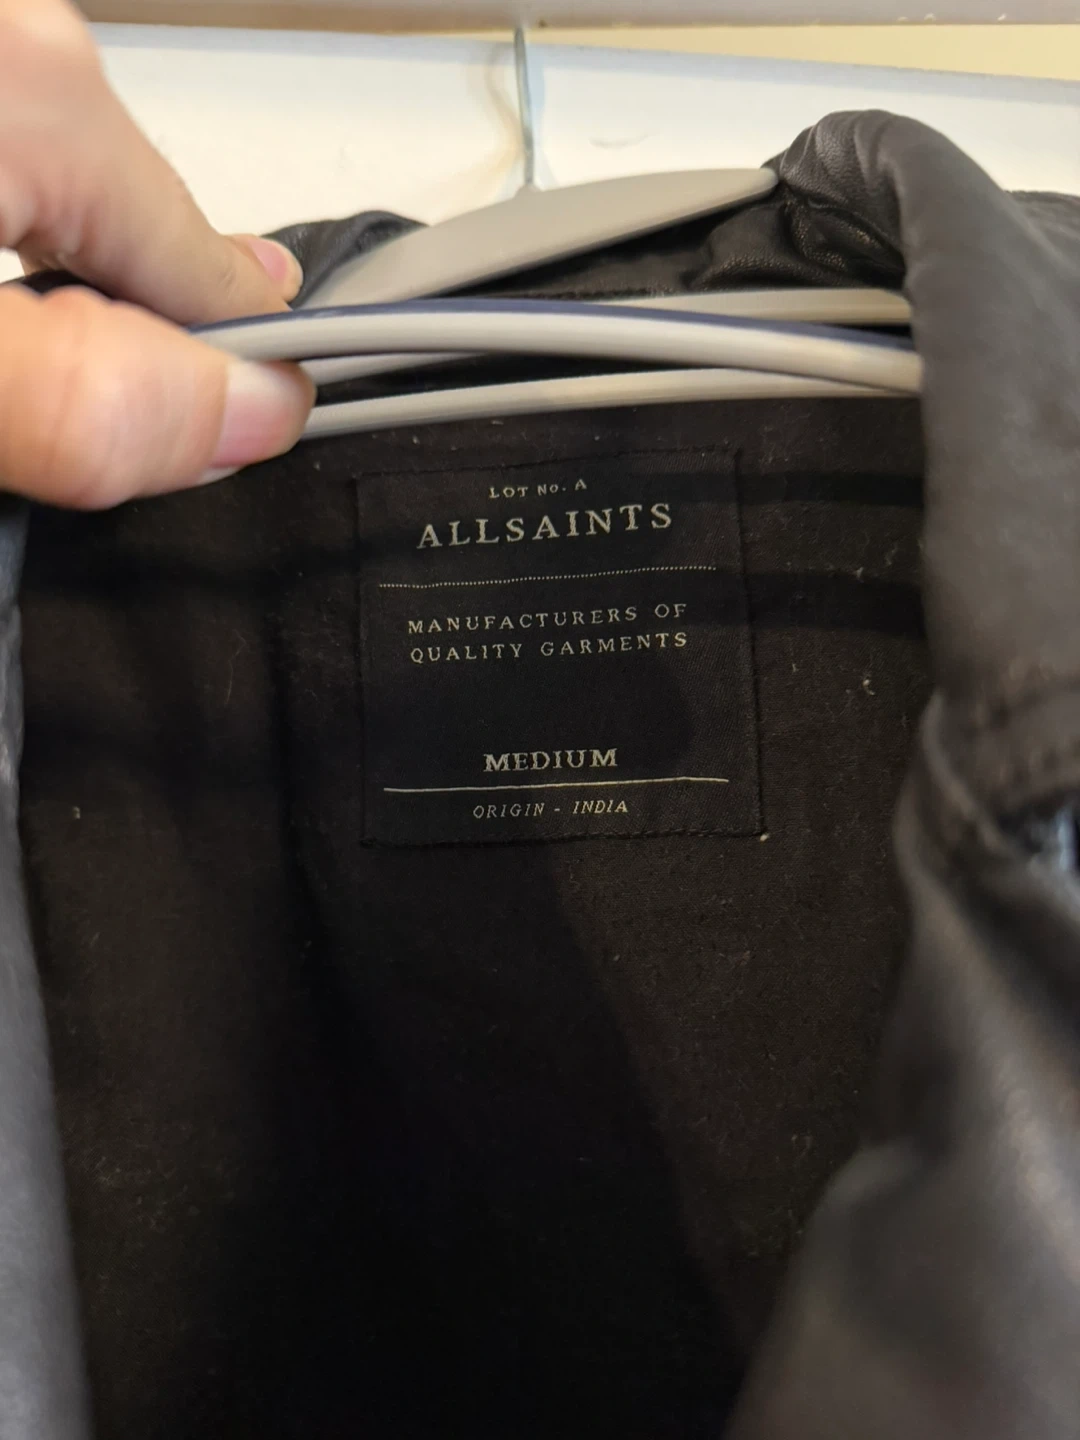 LOT No. A
ALLSAINTS
MANUFACTURERS OF
QUALITY GARMENTS
MEDIUM
ORIGIN - INDIA